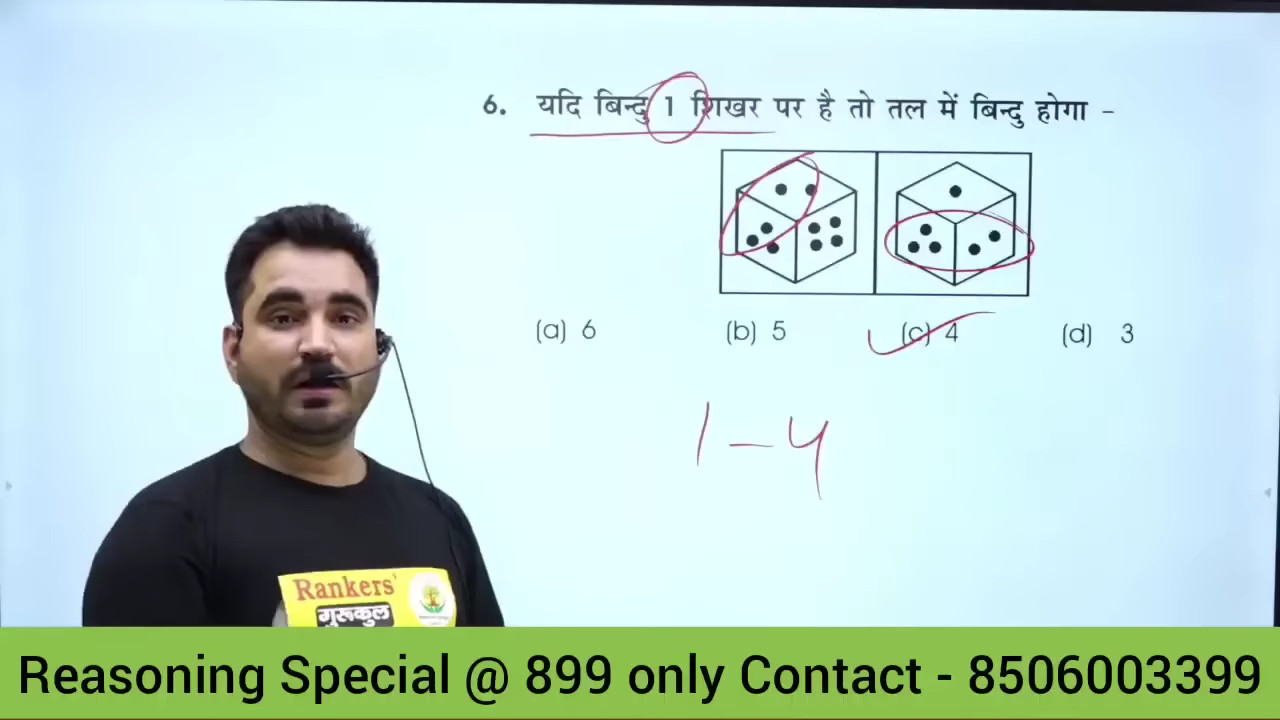 6. यदि बिन्दु 1 शिखर पर है तो तल में बिन्दु होगा –
(a) 6 (b) 5 (c) 4 (d) 3
1 – 4
Rankers'
गुरुकुल
Reasoning Special @ 899 only Contact - 8506003399